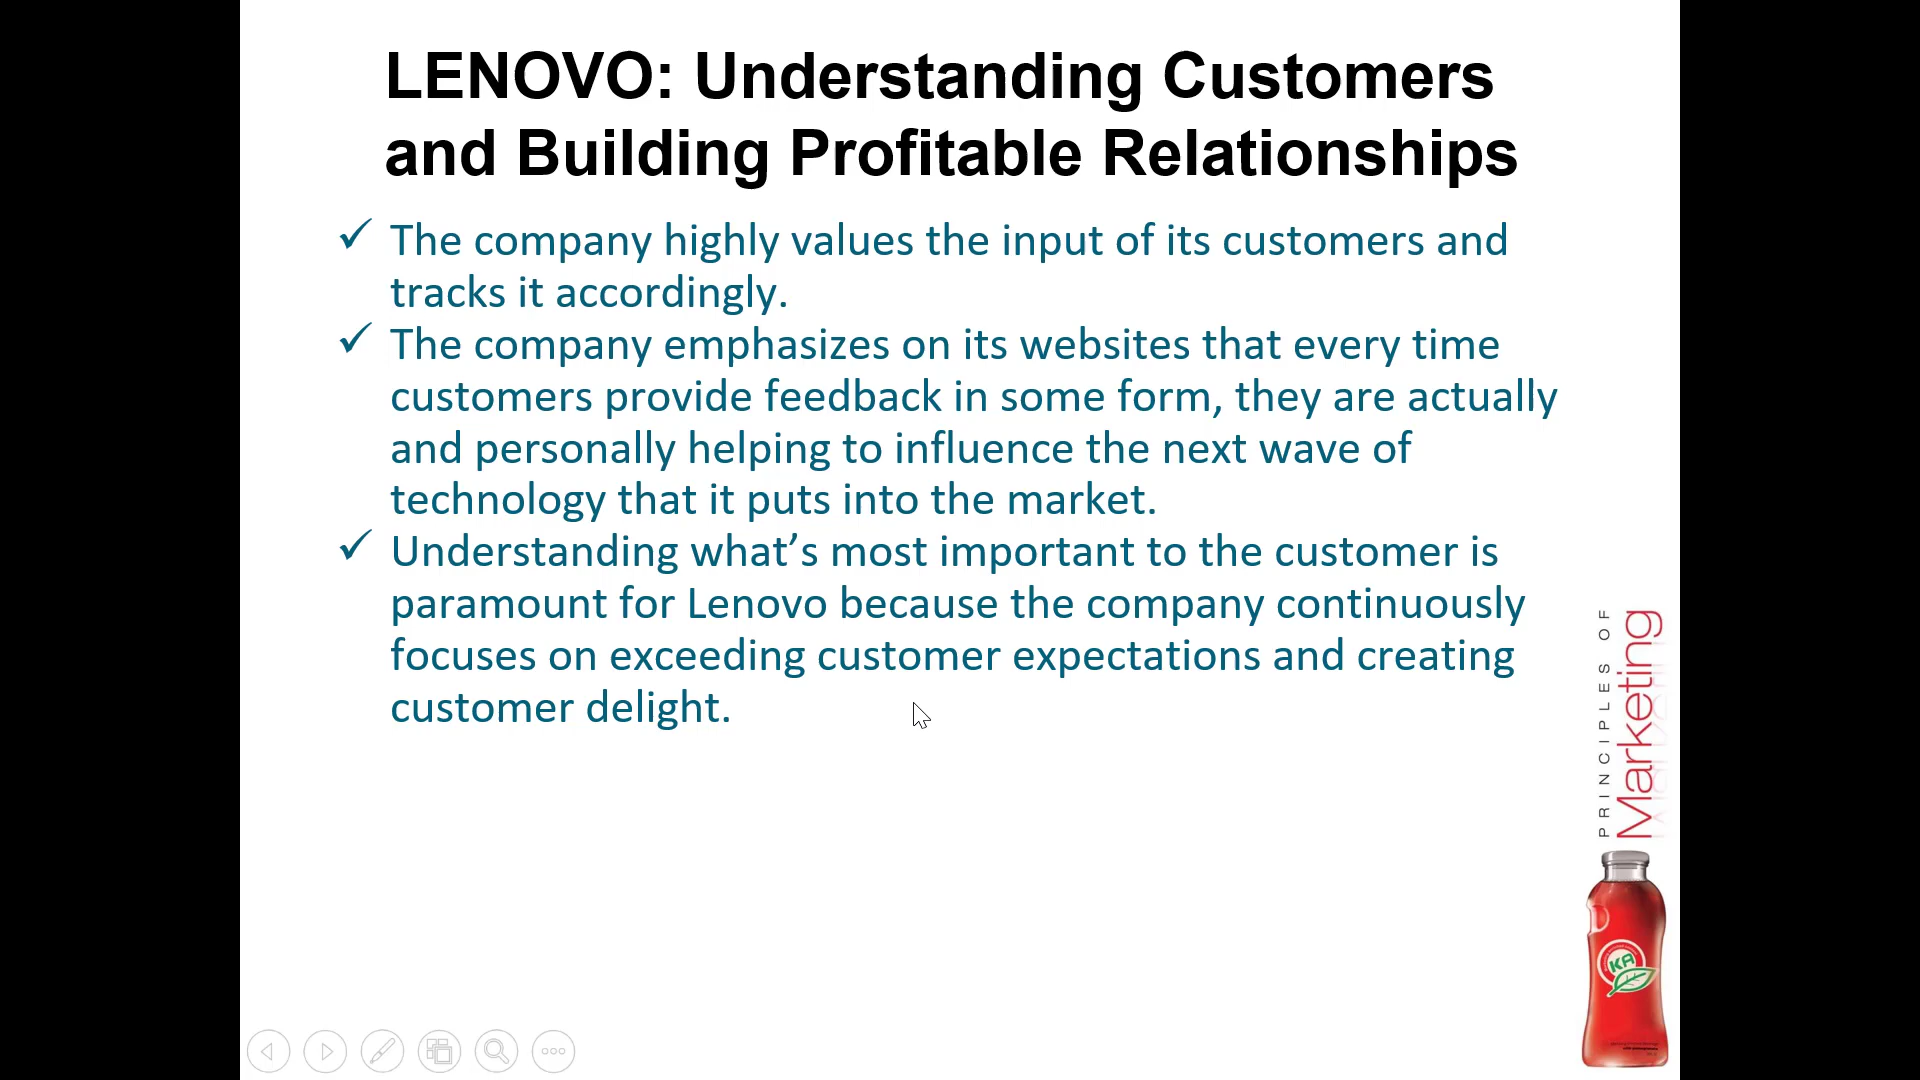 LENOVO: Understanding Customers
and Building Profitable Relationships
✓ The company highly values the input of its customers and
tracks it accordingly.
✓ The company emphasizes on its websites that every time
customers provide feedback in some form, they are actually
and personally helping to influence the next wave of
technology that it puts into the market.
✓ Understanding what’s most important to the customer is
paramount for Lenovo because the company continuously
focuses on exceeding customer expectations and creating
customer delight.
PRINCIPLES OF
Marketing
KA